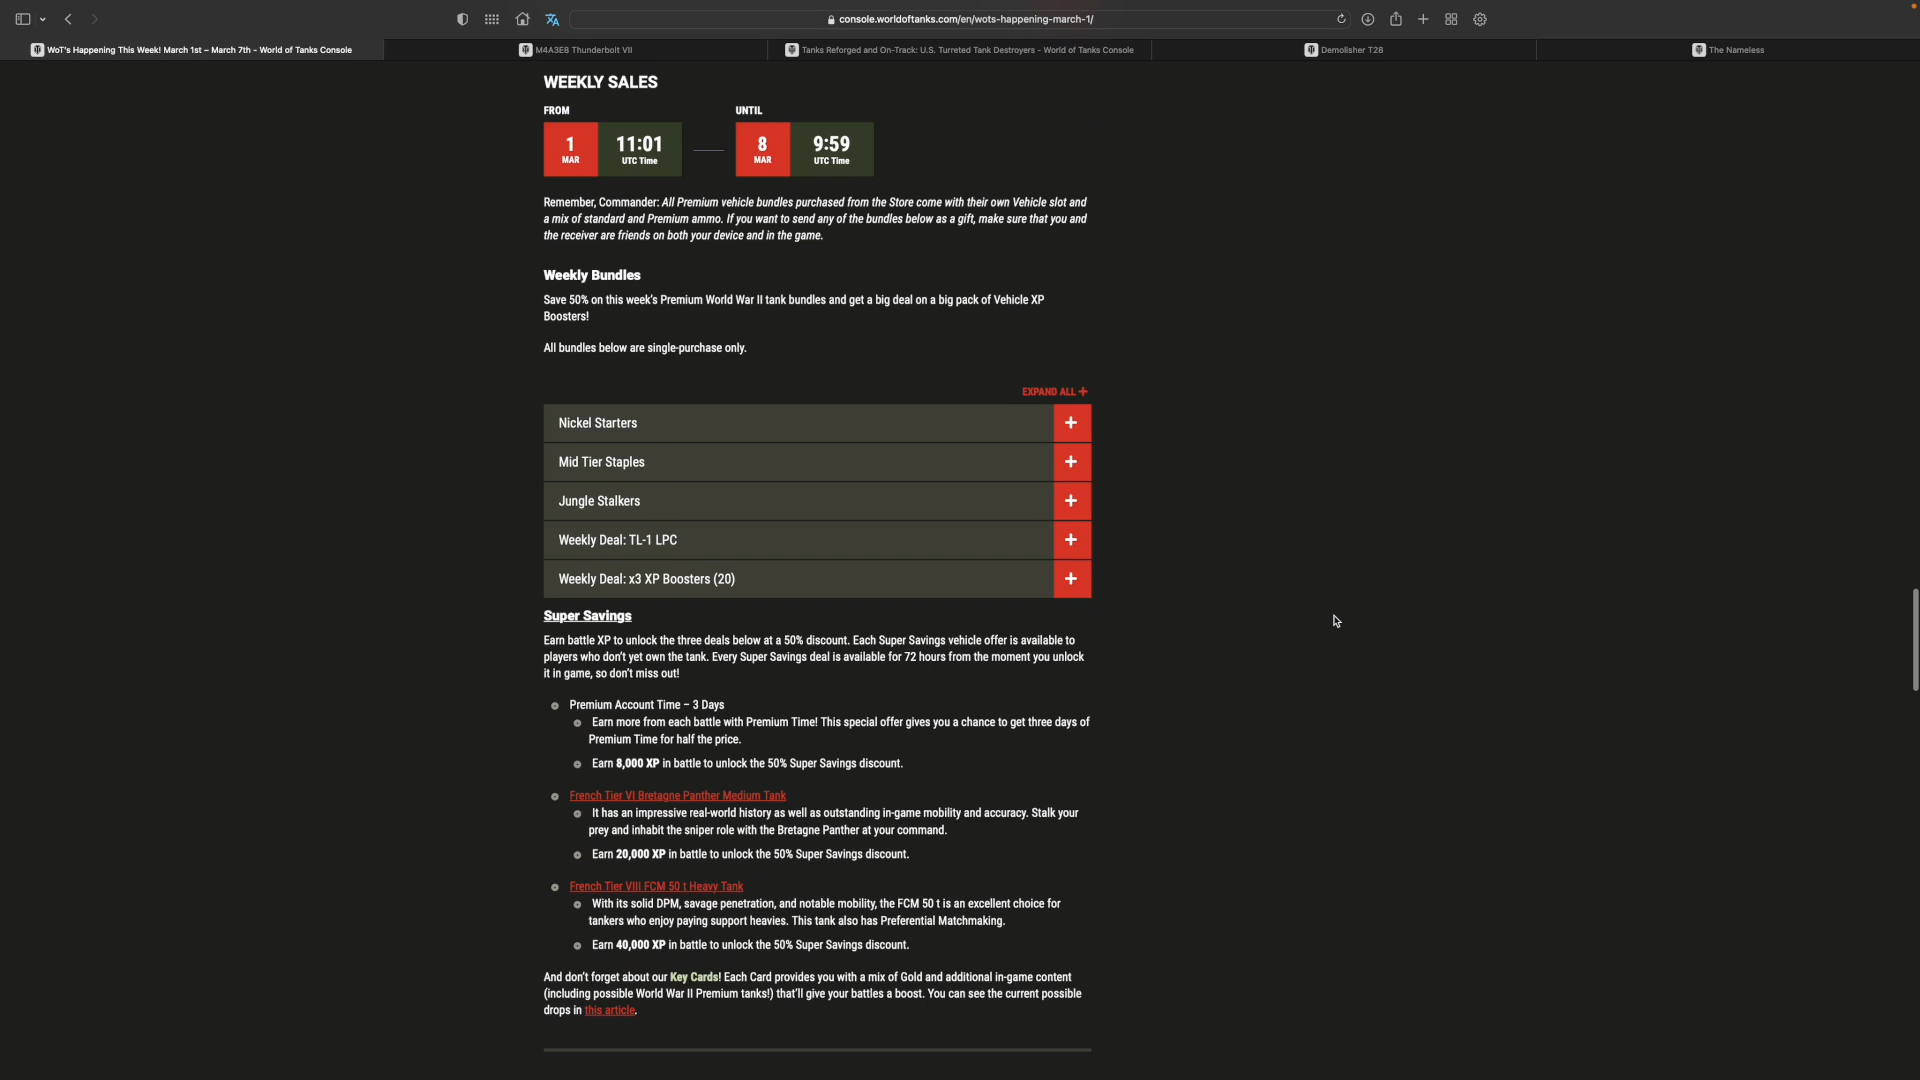 console.worldoftanks.com/en/wots-happening-march-1/
WoT's Happening This Week! March 1st – March 7th - World of Tanks Console
M4A3E8 Thunderbolt VII
Tanks Reforged and On-Track: U.S. Turreted Tank Destroyers - World of Tanks Console
Demolisher T28
The Nameless
WEEKLY SALES
FROM
UNTIL
1
MAR
11:01
UTC Time
8
MAR
9:59
UTC Time
Remember, Commander: All Premium vehicle bundles purchased from the Store come with their own Vehicle slot and
a mix of standard and Premium ammo. If you want to send any of the bundles below as a gift, make sure that you and
the receiver are friends on both your device and in the game.
Weekly Bundles
Save 50% on this week's Premium World War II tank bundles and get a big deal on a big pack of Vehicle XP
Boosters!
All bundles below are single-purchase only.
EXPAND ALL +
Nickel Starters +
Mid Tier Staples +
Jungle Stalkers +
Weekly Deal: TL-1 LPC +
Weekly Deal: x3 XP Boosters (20) +
Super Savings
Earn battle XP to unlock the three deals below at a 50% discount. Each Super Savings vehicle offer is available to
players who don't yet own the tank. Every Super Savings deal is available for 72 hours from the moment you unlock
it in game, so don't miss out!
Premium Account Time – 3 Days
Earn more from each battle with Premium Time! This special offer gives you a chance to get three days of
Premium Time for half the price.
Earn 8,000 XP in battle to unlock the 50% Super Savings discount.
French Tier VI Bretagne Panther Medium Tank
It has an impressive real-world history as well as outstanding in-game mobility and accuracy. Stalk your
prey and inhabit the sniper role with the Bretagne Panther at your command.
Earn 20,000 XP in battle to unlock the 50% Super Savings discount.
French Tier VIII FCM 50 t Heavy Tank
With its solid DPM, savage penetration, and notable mobility, the FCM 50 t is an excellent choice for
tankers who enjoy paying support heavies. This tank also has Preferential Matchmaking.
Earn 40,000 XP in battle to unlock the 50% Super Savings discount.
And don't forget about our Key Cards! Each Card provides you with a mix of Gold and additional in-game content
(including possible World War II Premium tanks!) that'll give your battles a boost. You can see the current possible
drops in this article.